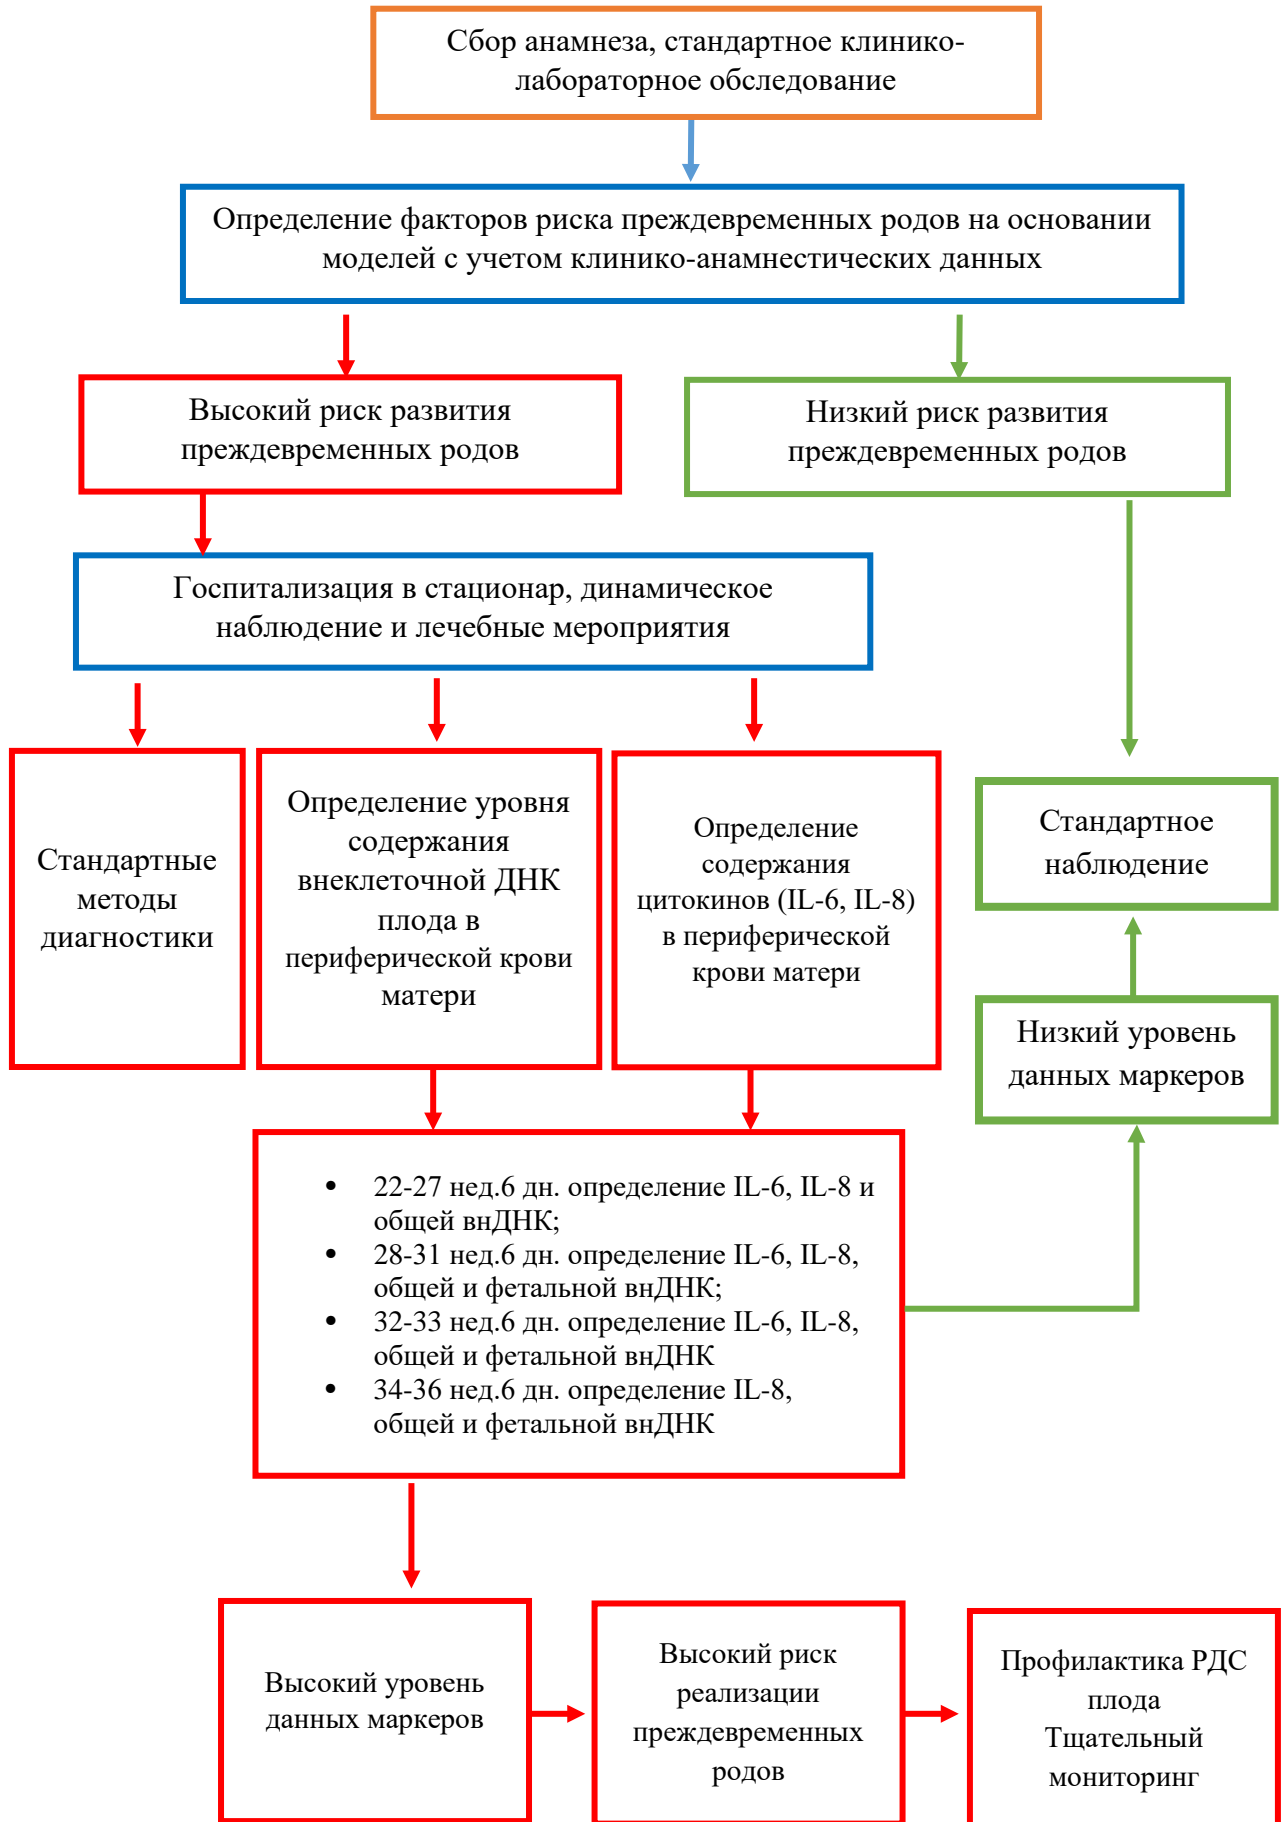 Сбор анамнеза, стандартное клинико-
лабораторное обследование
Определение факторов риска преждевременных родов на основании
моделей с учетом клинико-анамнестических данных
Высокий риск развития
преждевременных родов
Низкий риск развития
преждевременных родов
Госпитализация в стационар, динамическое
наблюдение и лечебные мероприятия
Стандартные
методы
диагностики
Определение уровня
содержания
внеклеточной ДНК
плода в
периферической крови
матери
Определение
содержания
цитокинов (IL-6, IL-8)
в периферической
крови матери
Стандартное
наблюдение
Низкий уровень
данных маркеров
• 22-27 нед.6 дн. определение IL-6, IL-8 и
общей внДНК;
• 28-31 нед.6 дн. определение IL-6, IL-8,
общей и фетальной внДНК;
• 32-33 нед.6 дн. определение IL-6, IL-8,
общей и фетальной внДНК
• 34-36 нед.6 дн. определение IL-8,
общей и фетальной внДНК
Высокий уровень
данных маркеров
Высокий риск
реализации
преждевременных
родов
Профилактика РДС
плода
Тщательный
мониторинг